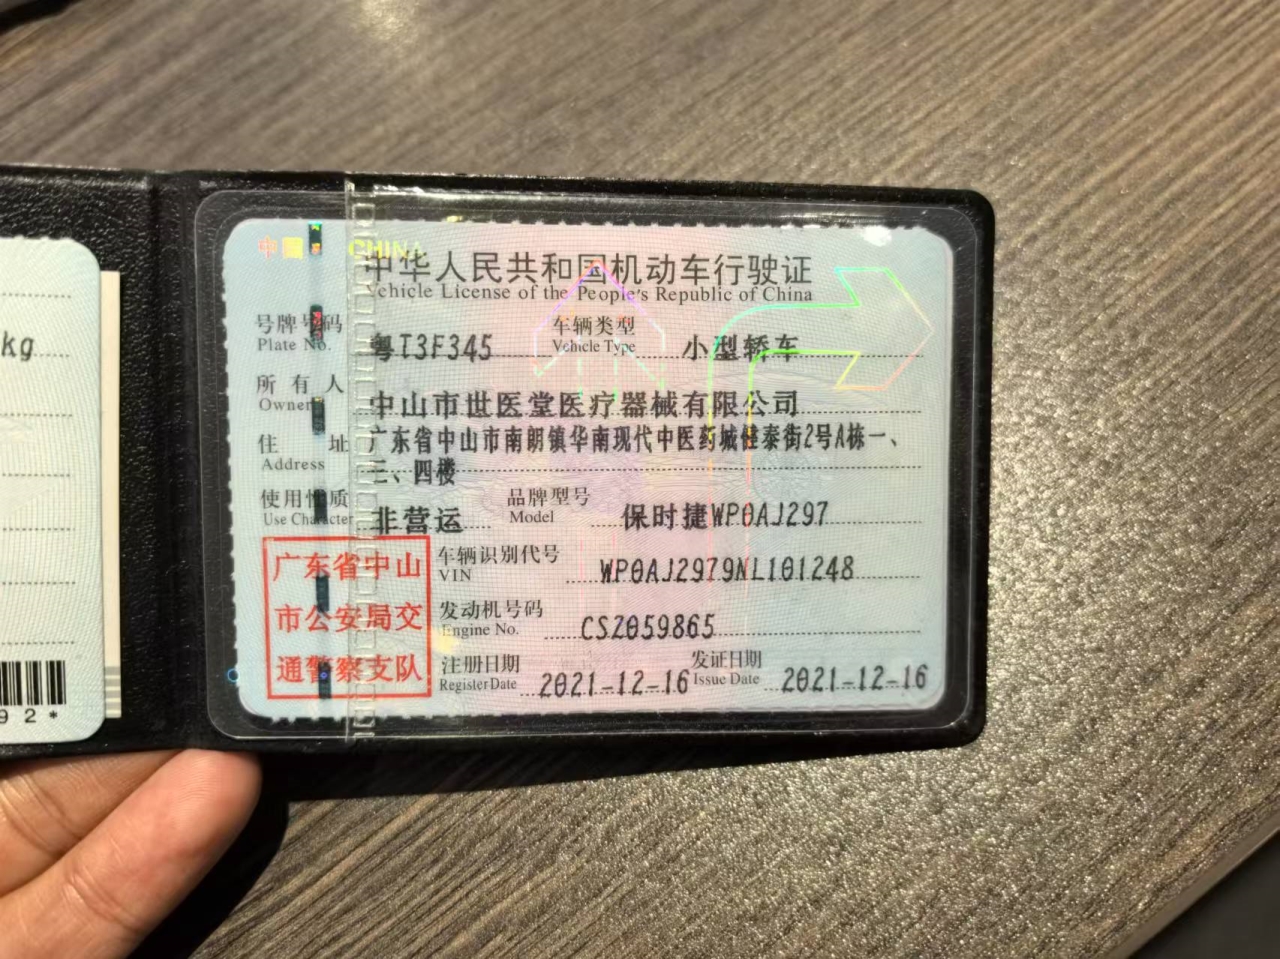 中国 CHINA
中华人民共和国机动车行驶证
Vehicle License of the People's Republic of China
号牌号码 粤T3F345 车辆类型 小型轿车
Plate No. Vehicle Type
所有人 中山市世医堂医疗器械有限公司
Owner
住址 广东省中山市南朗镇华南现代中医药城健泰街2号A栋一、
Address 三、四楼
使用性质 非营运 品牌型号 保时捷WP0AJ297
Use Character Model
车辆识别代号 WP0AJ2979NL101248
VIN
发动机号码 CSZ059865
Engine No.
注册日期 2021-12-16 发证日期 2021-12-16
Register Date Issue Date
广东省中山
市公安局交
通警察支队
kg
92*